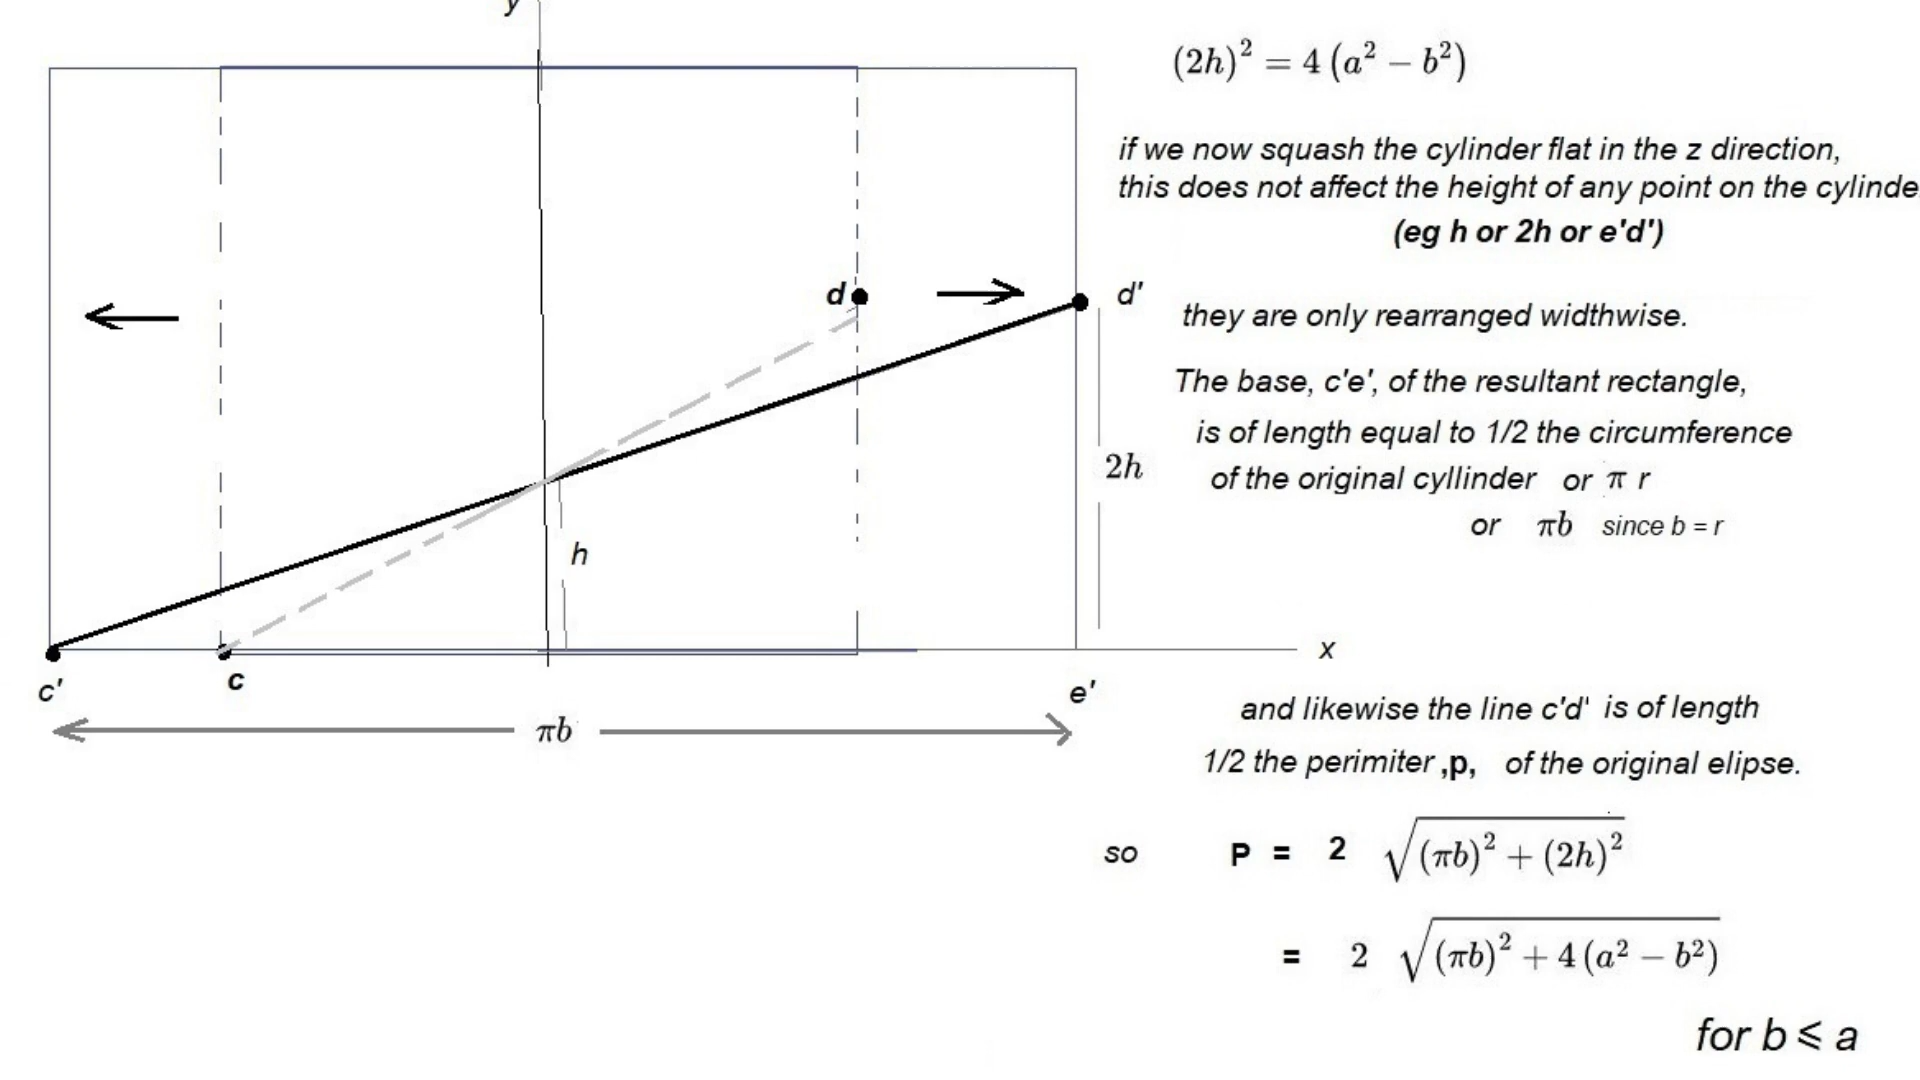 y
(2h)² = 4 (a² − b²)
if we now squash the cylinder flat in the z direction,
this does not affect the height of any point on the cylinde
(eg h or 2h or e'd')
d
d'
they are only rearranged widthwise.
The base, c'e', of the resultant rectangle,
is of length equal to 1/2 the circumference
2h
of the original cyllinder or π r
or πb since b = r
h
x
c'
c
e'
πb
and likewise the line c'd' is of length
1/2 the perimiter ,p, of the original elipse.
so P = 2 √((πb)² + (2h)²)
= 2 √((πb)² + 4 (a² − b²))
for b ⩽ a